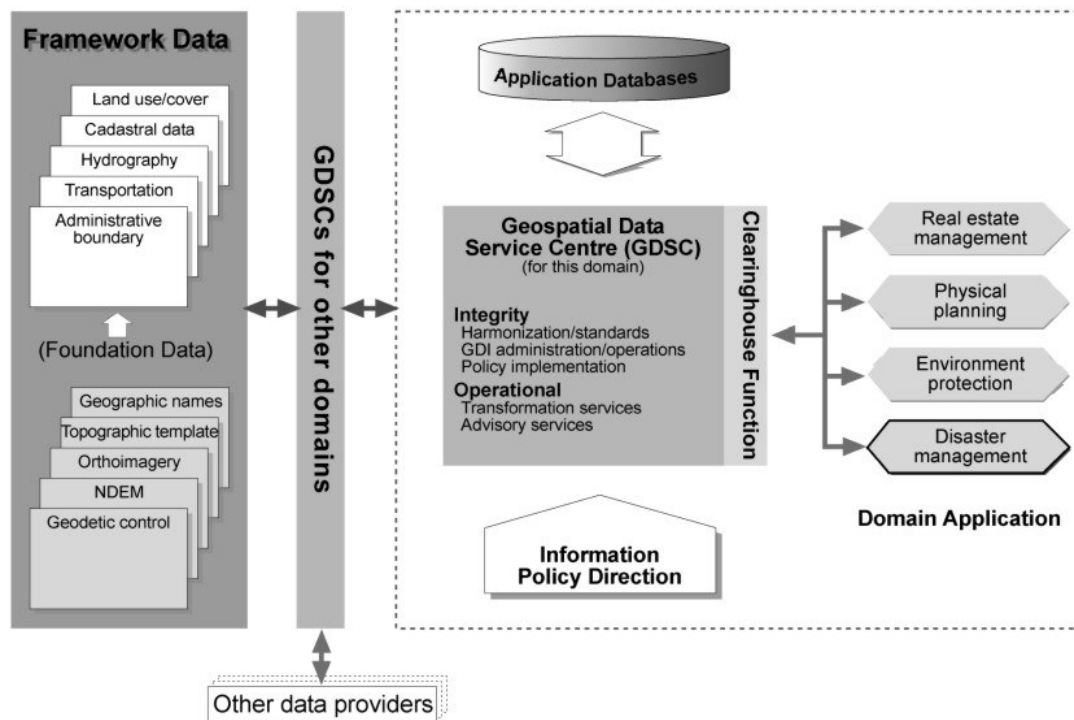 Framework Data
Land use/cover
Cadastral data
Hydrography
Transportation
Administrative
boundary
(Foundation Data)
Geographic names
Topographic template
Orthoimagery
NDEM
Geodetic control
GDSCs for other domains
Other data providers
Application Databases
Geospatial Data
Service Centre (GDSC)
(for this domain)
Integrity
Harmonization/standards
GDI administration/operations
Policy implementation
Operational
Transformation services
Advisory services
Clearinghouse Function
Information
Policy Direction
Real estate
management
Physical
planning
Environment
protection
Disaster
management
Domain Application